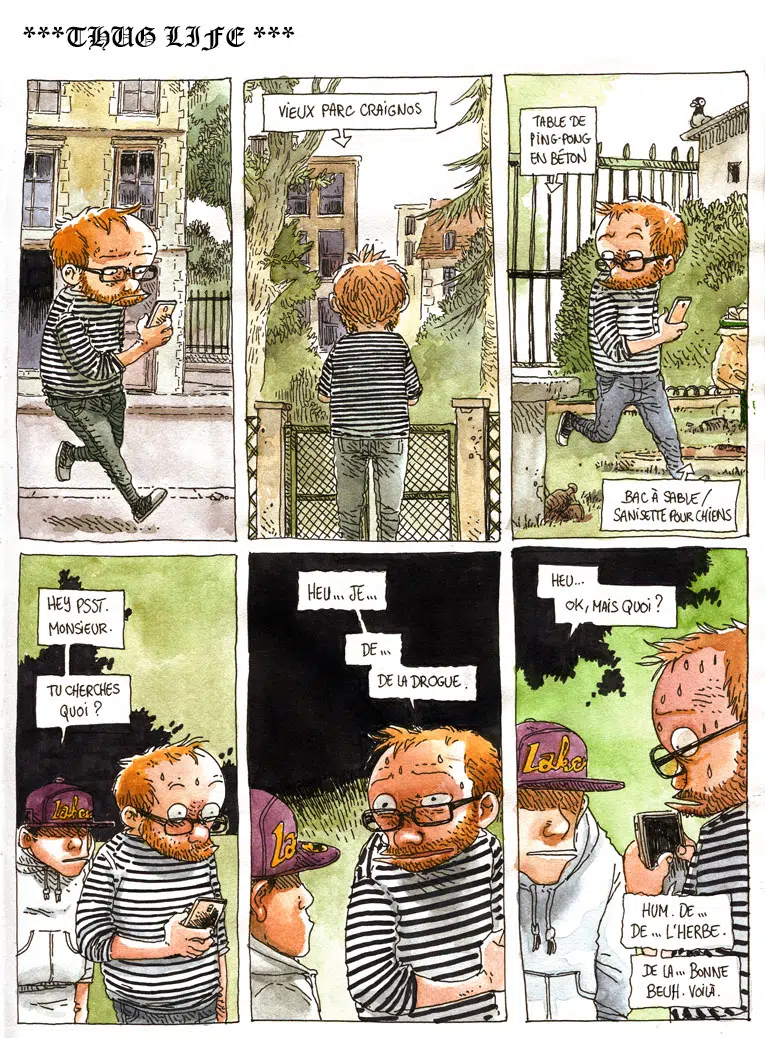 ***THUG LIFE ***
VIEUX PARC CRAIGNOS
TABLE DE
PING-PONG
EN BÉTON
BAC À SABLE/
SANISETTE POUR CHIENS
HEY PSST.
MONSIEUR.
TU CHERCHES
QUOI ?
Lake
HEU... JE...
DE...
DE LA DROGUE.
La
HEU...
OK, MAIS QUOI ?
Lake
HUM. DE...
DE... L'HERBE.
DE LA... BONNE
BEUH. VOILÀ.